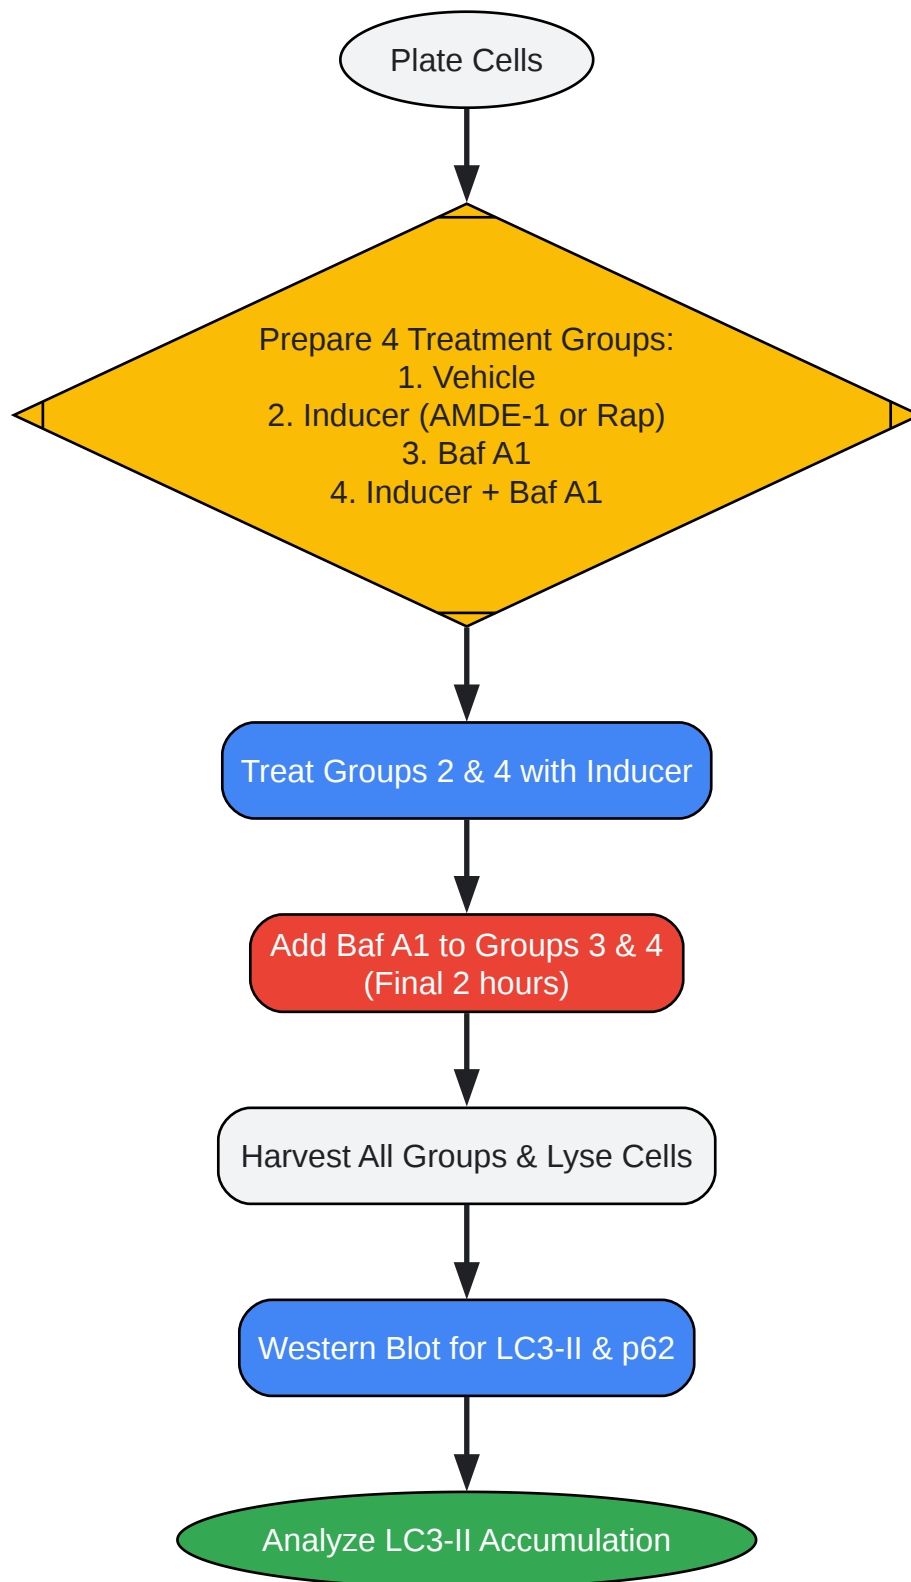 Plate Cells
Prepare 4 Treatment Groups:
1. Vehicle
2. Inducer (AMDE-1 or Rap)
3. Baf A1
4. Inducer + Baf A1
Treat Groups 2 & 4 with Inducer
Add Baf A1 to Groups 3 & 4
(Final 2 hours)
Harvest All Groups & Lyse Cells
Western Blot for LC3-II & p62
Analyze LC3-II Accumulation